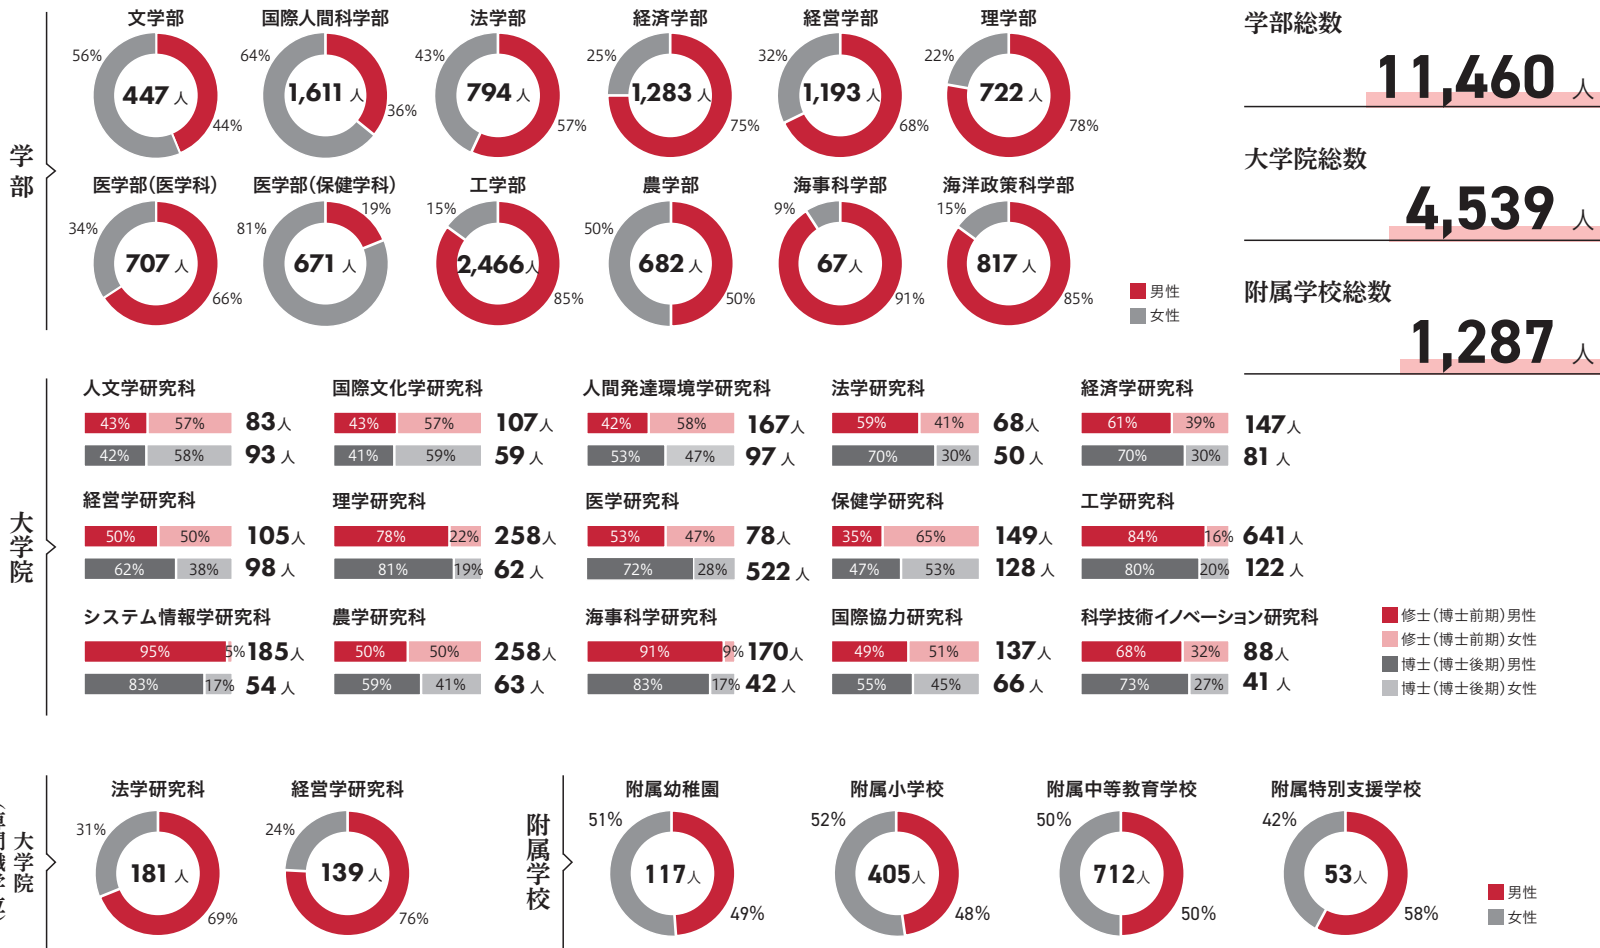 学部
文学部
56%
447人
44%
国際人間科学部
64%
1,611人
36%
法学部
43%
794人
57%
経済学部
25%
1,283人
75%
経営学部
32%
1,193人
68%
理学部
22%
722人
78%
医学部(医学科)
34%
707人
66%
医学部(保健学科)
19%
81%
671人
工学部
15%
2,466人
85%
農学部
50%
682人
50%
海事科学部
9%
67人
91%
海洋政策科学部
15%
817人
85%
男性
女性
学部総数
11,460人
大学院総数
4,539人
附属学校総数
1,287人
大学院
人文学研究科
43% 57% 83人
42% 58% 93人
国際文化学研究科
43% 57% 107人
41% 59% 59人
人間発達環境学研究科
42% 58% 167人
53% 47% 97人
法学研究科
59% 41% 68人
70% 30% 50人
経済学研究科
61% 39% 147人
70% 30% 81人
経営学研究科
50% 50% 105人
62% 38% 98人
理学研究科
78% 22% 258人
81% 19% 62人
医学研究科
53% 47% 78人
72% 28% 522人
保健学研究科
35% 65% 149人
47% 53% 128人
工学研究科
84% 16% 641人
80% 20% 122人
システム情報学研究科
95% 5% 185人
83% 17% 54人
農学研究科
50% 50% 258人
59% 41% 63人
海事科学研究科
91% 9% 170人
83% 17% 42人
国際協力研究科
49% 51% 137人
55% 45% 66人
科学技術イノベーション研究科
68% 32% 88人
73% 27% 41人
修士(博士前期)男性
修士(博士前期)女性
博士(博士後期)男性
博士(博士後期)女性
大学院
法学研究科
31%
181人
69%
経営学研究科
24%
139人
76%
附属学校
附属幼稚園
51%
117人
49%
附属小学校
52%
405人
48%
附属中等教育学校
50%
712人
50%
附属特別支援学校
42%
53人
58%
男性
女性